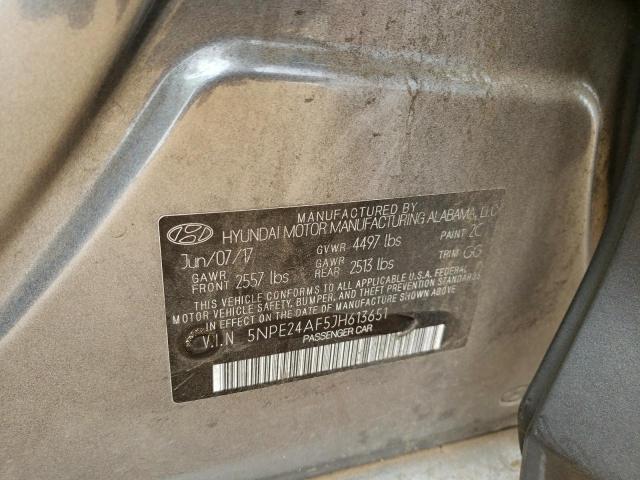 MANUFACTURED BY
HYUNDAI MOTOR MANUFACTURING ALABAMA, LLC
Jun/07/17 GVWR 4497 lbs PAINT 2C
GAWR FRONT 2557 lbs GAWR REAR 2513 lbs TRIM GG
THIS VEHICLE CONFORMS TO ALL APPLICABLE U.S.A. FEDERAL
MOTOR VEHICLE SAFETY, BUMPER, AND THEFT PREVENTION STANDARDS
IN EFFECT ON THE DATE OF MANUFACTURE SHOWN ABOVE.
V.I.N 5NPE24AF5JH613651
PASSENGER CAR